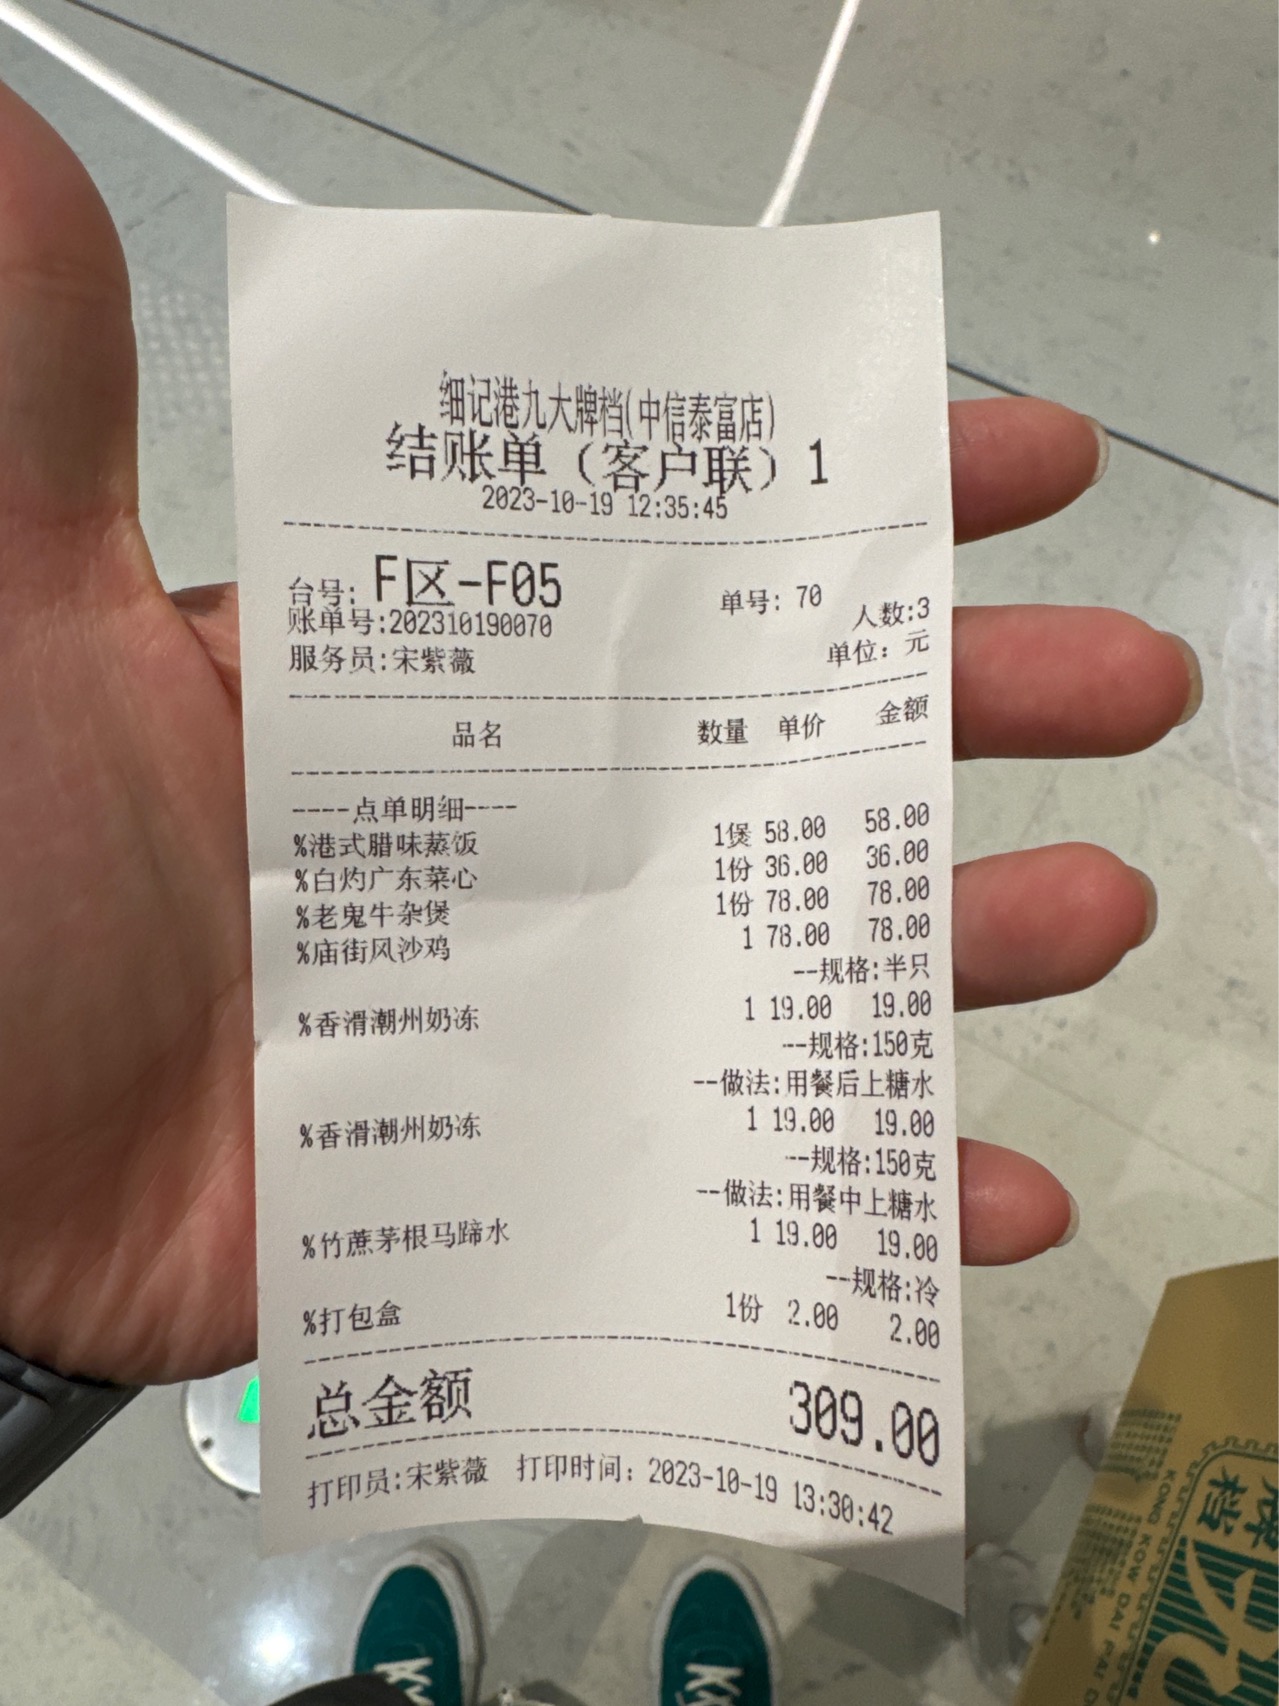 细记港九大牌档(中信泰富店)
结账单（客户联）1
2023-10-19 12:35:45
台号: F区-F05 单号: 70
账单号:202310190070 人数:3
服务员:宋紫薇 单位: 元
品名 数量 单价 金额
----点单明细----
%港式腊味蒸饭 1煲 58.00 58.00
%白灼广东菜心 1份 36.00 36.00
%老鬼牛杂煲 1份 78.00 78.00
%庙街风沙鸡 1 78.00 78.00
--规格:半只
%香滑潮州奶冻 1 19.00 19.00
--规格:150克
--做法:用餐后上糖水
%香滑潮州奶冻 1 19.00 19.00
--规格:150克
--做法:用餐中上糖水
%竹蔗茅根马蹄水 1 19.00 19.00
--规格:冷
%打包盒 1份 2.00 2.00
总金额 309.00
打印员:宋紫薇 打印时间: 2023-10-19 13:30:42
牌档
KONG KOW DAI PAI D